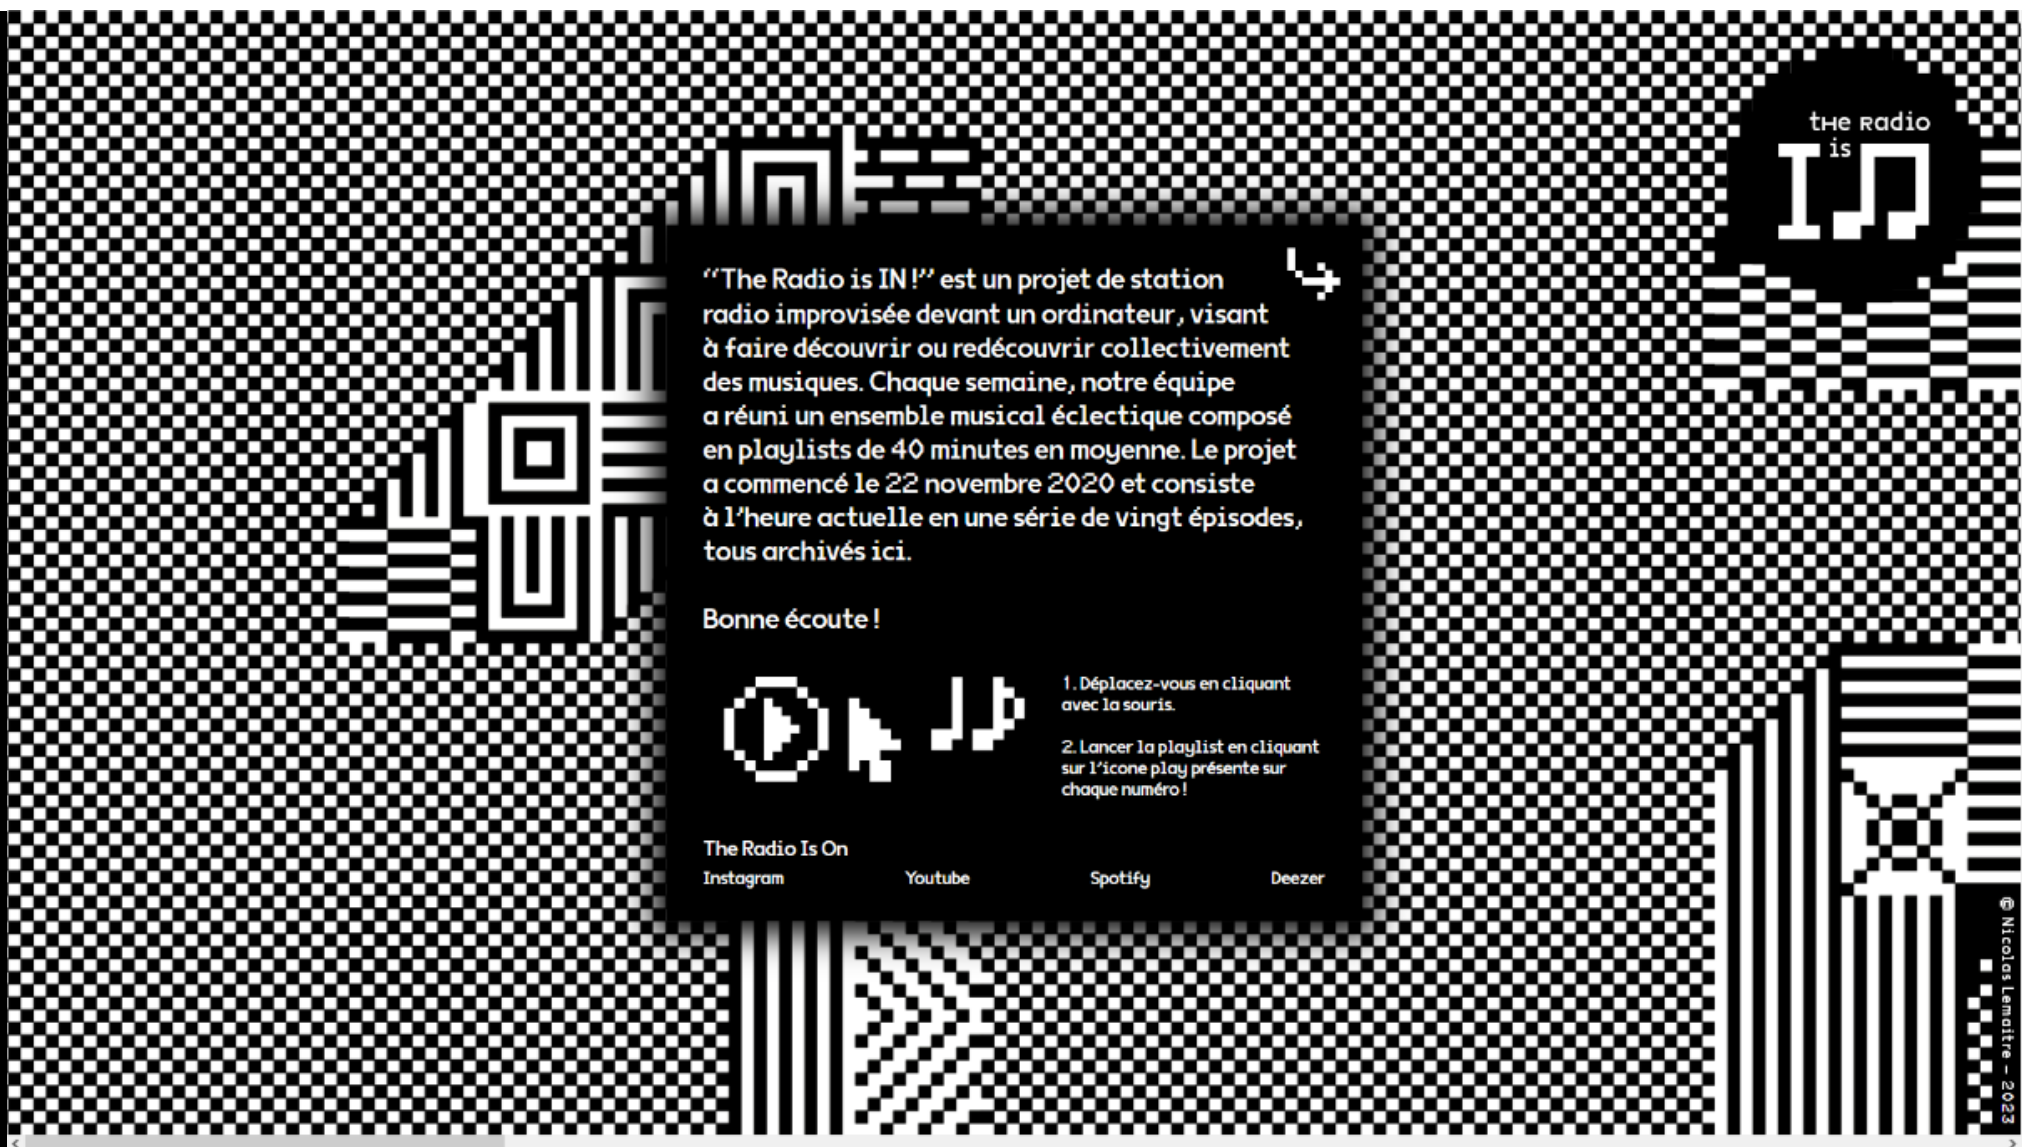 tHe Radio
is
IN
“The Radio is IN !” est un projet de station
radio improvisée devant un ordinateur, visant
à faire découvrir ou redécouvrir collectivement
des musiques. Chaque semaine, notre équipe
a réuni un ensemble musical éclectique composé
en playlists de 40 minutes en moyenne. Le projet
a commencé le 22 novembre 2020 et consiste
à l’heure actuelle en une série de vingt épisodes,
tous archivés ici.
Bonne écoute !
1. Déplacez-vous en cliquant
avec la souris.
2. Lancer la playlist en cliquant
sur l’icone play présente sur
chaque numéro !
The Radio Is On
Instagram Youtube Spotify Deezer
© Nicolas Lemaitre - 2023